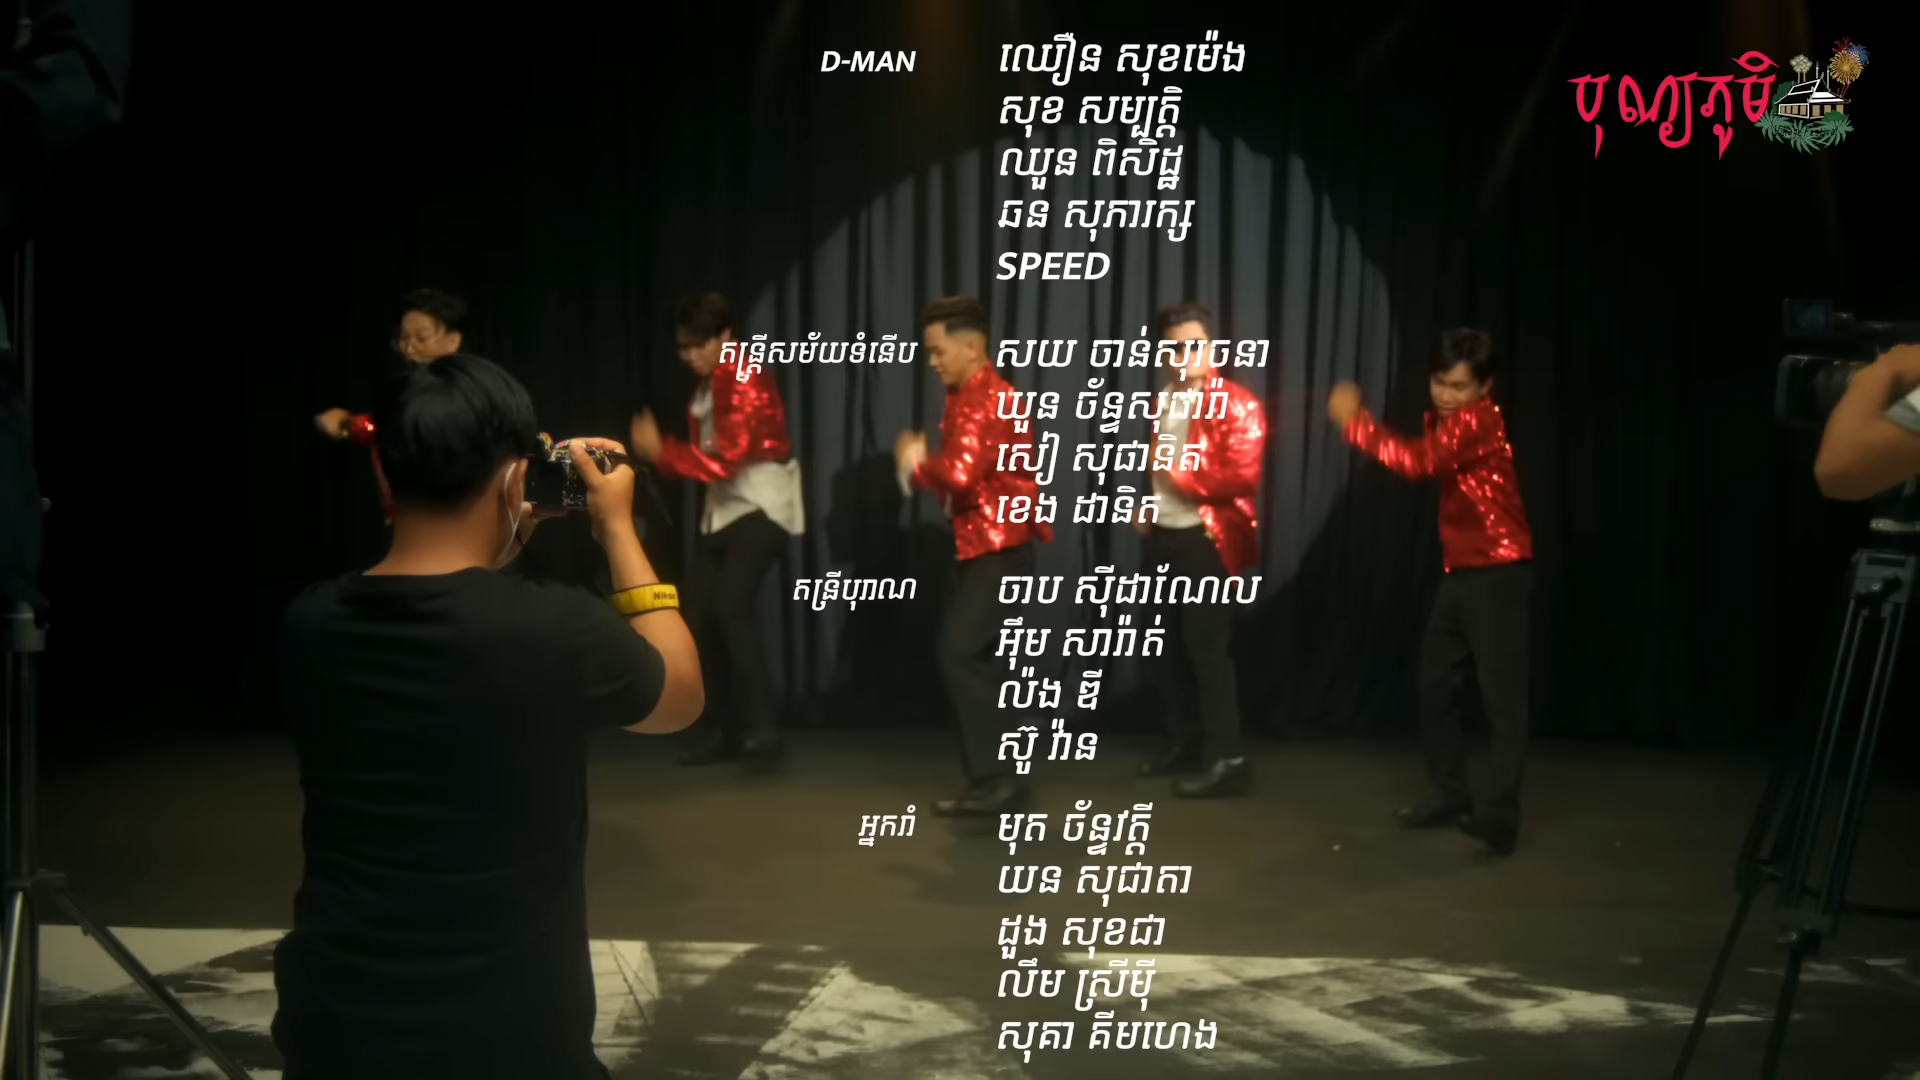 បុណ្យភូមិ
D-MAN
ឈឿន សុខម៉េង
សុខ សម្បត្តិ
ឈួន ពិសិដ្ឋ
ឆន សុភារក្ស
SPEED
តន្ត្រីសម័យទំនើប
សយ ចាន់សុរចនា
ឃួន ច័ន្ទសុផារ៉ា
សៀ សុផានិត
ខេង ដានិត
តន្រីបុរាណ
ចាប ស៊ីដាណែល
អ៊ឹម សារ៉ាត់
ល៉ង ឌី
ស៊ូ វ៉ាន
អ្នករាំ
មុត ច័ន្ទវត្តី
យន សុជាតា
ដួង សុខជា
លឹម ស្រីម៉ី
សុគា គីមហេង
Nikon